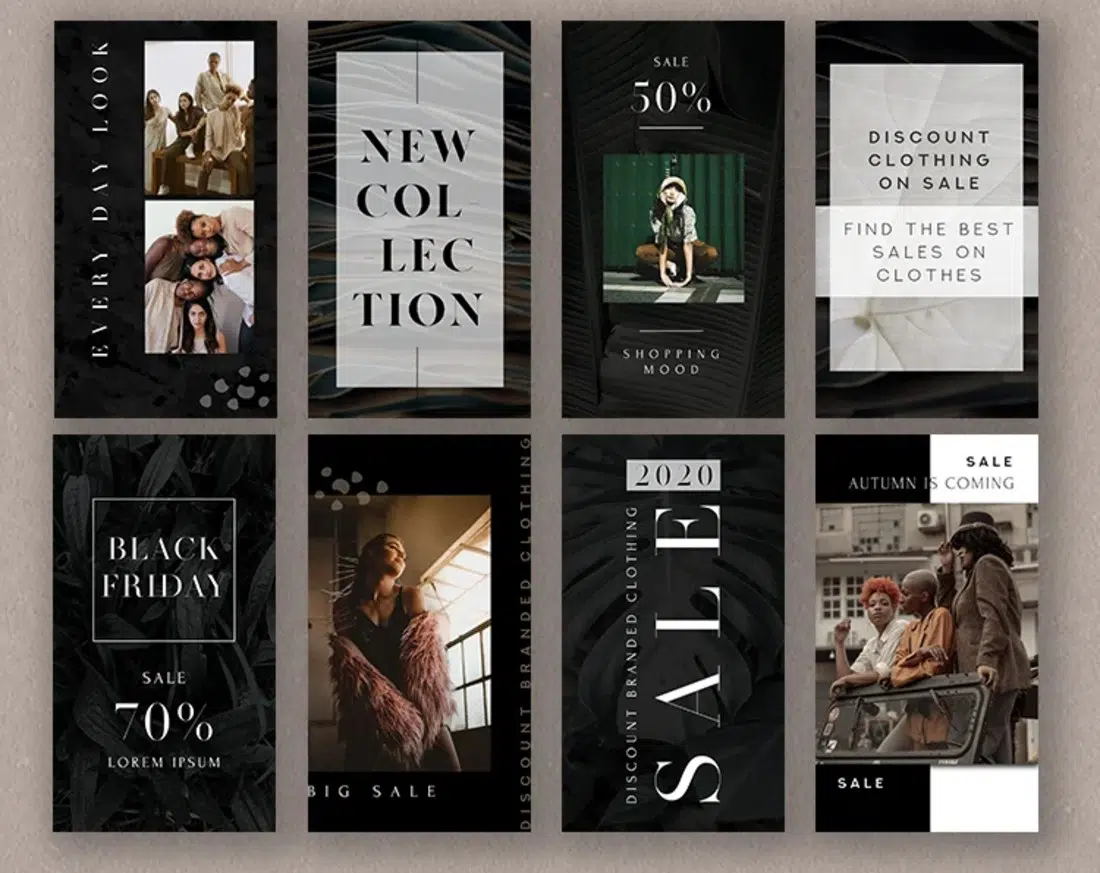 EVERY DAY LOOK
NEW
COL-
-LEC
TION
SALE
50%
SHOPPING
MOOD
DISCOUNT
CLOTHING
ON SALE
FIND THE BEST
SALES ON
CLOTHES
BLACK
FRIDAY
SALE
70%
LOREM IPSUM
DISCOUNT BRANDED CLOTHING
BIG SALE
2020
DISCOUNT BRANDED CLOTHING
SALE
SALE
AUTUMN IS COMING
SALE